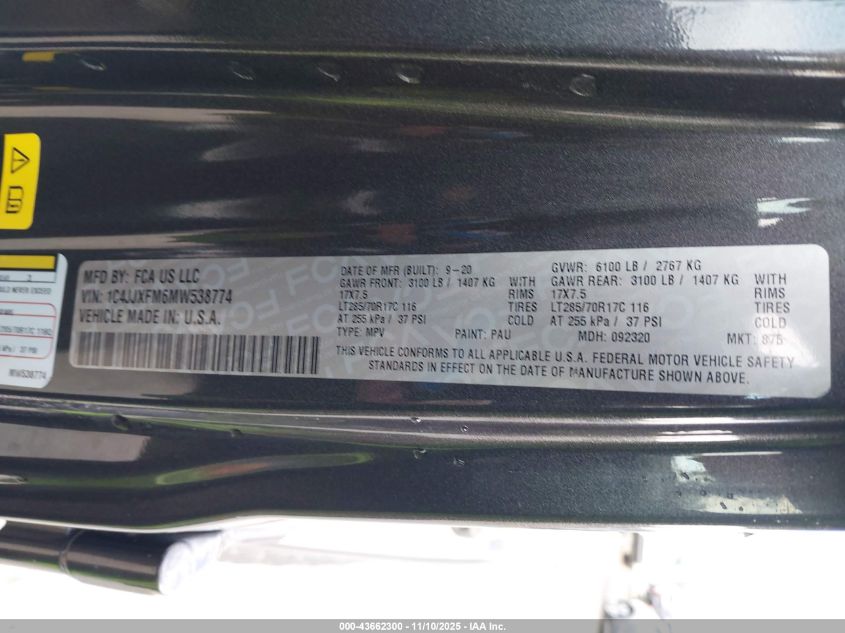 MFD BY: FCA US LLC
VIN: 1C4JJXFM6MW538774
VEHICLE MADE IN: U.S.A.
DATE OF MFR (BUILT): 9-20 GVWR: 6100 LB / 2767 KG
GAWR FRONT: 3100 LB / 1407 KG WITH GAWR REAR: 3100 LB / 1407 KG WITH
17X7.5 RIMS 17X7.5 RIMS
LT285/70R17C 116 TIRES LT285/70R17C 116 TIRES
AT 255 kPa / 37 PSI COLD AT 255 kPa / 37 PSI COLD
TYPE: MPV PAINT: PAU MDH: 092320 MKT: 875
THIS VEHICLE CONFORMS TO ALL APPLICABLE U.S.A. FEDERAL MOTOR VEHICLE SAFETY
STANDARDS IN EFFECT ON THE DATE OF MANUFACTURE SHOWN ABOVE.
MW538774
000-43662300 - 11/10/2025 - IAA Inc.